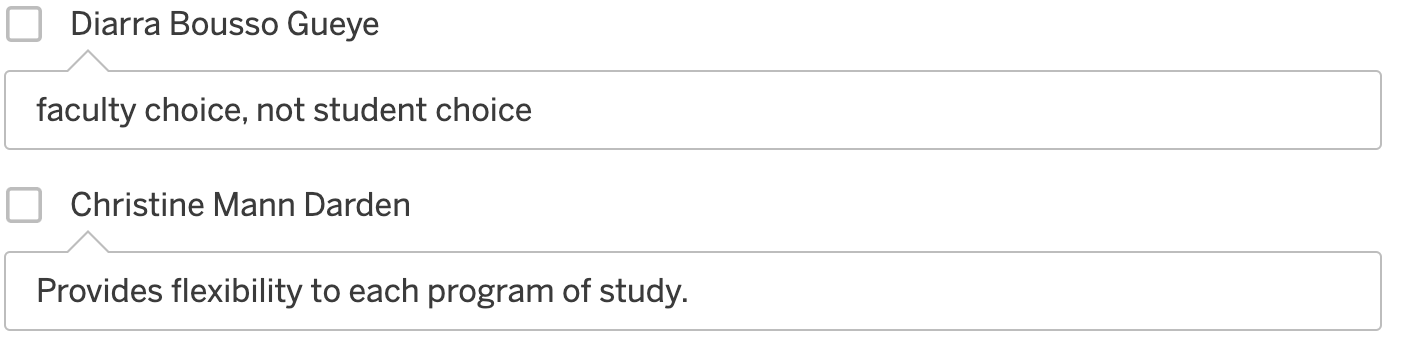 Diarra Bousso Gueye
faculty choice, not student choice
Christine Mann Darden
Provides flexibility to each program of study.